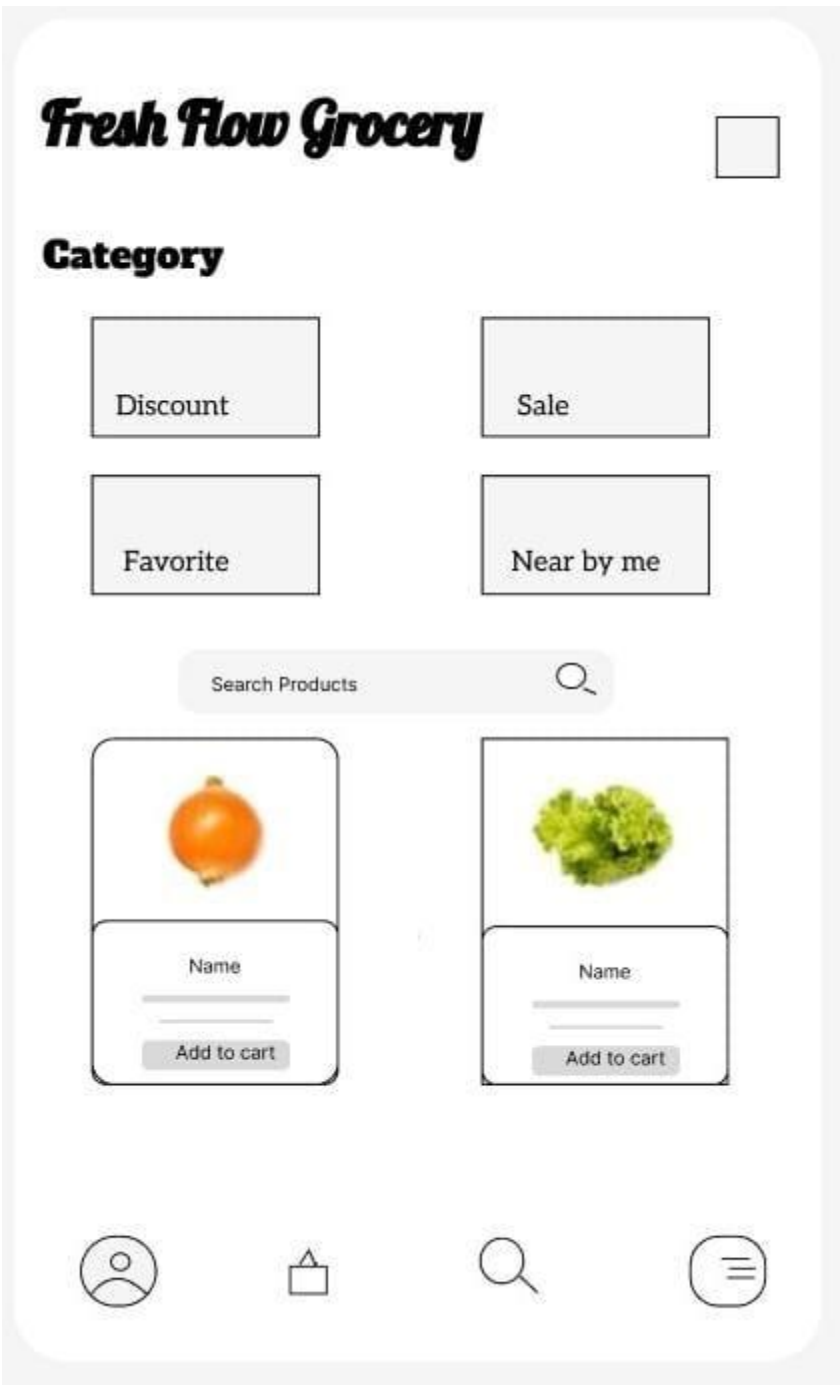 Fresh Flow Grocery
Category
Discount
Sale
Favorite
Near by me
Search Products
Name
Add to cart
Name
Add to cart